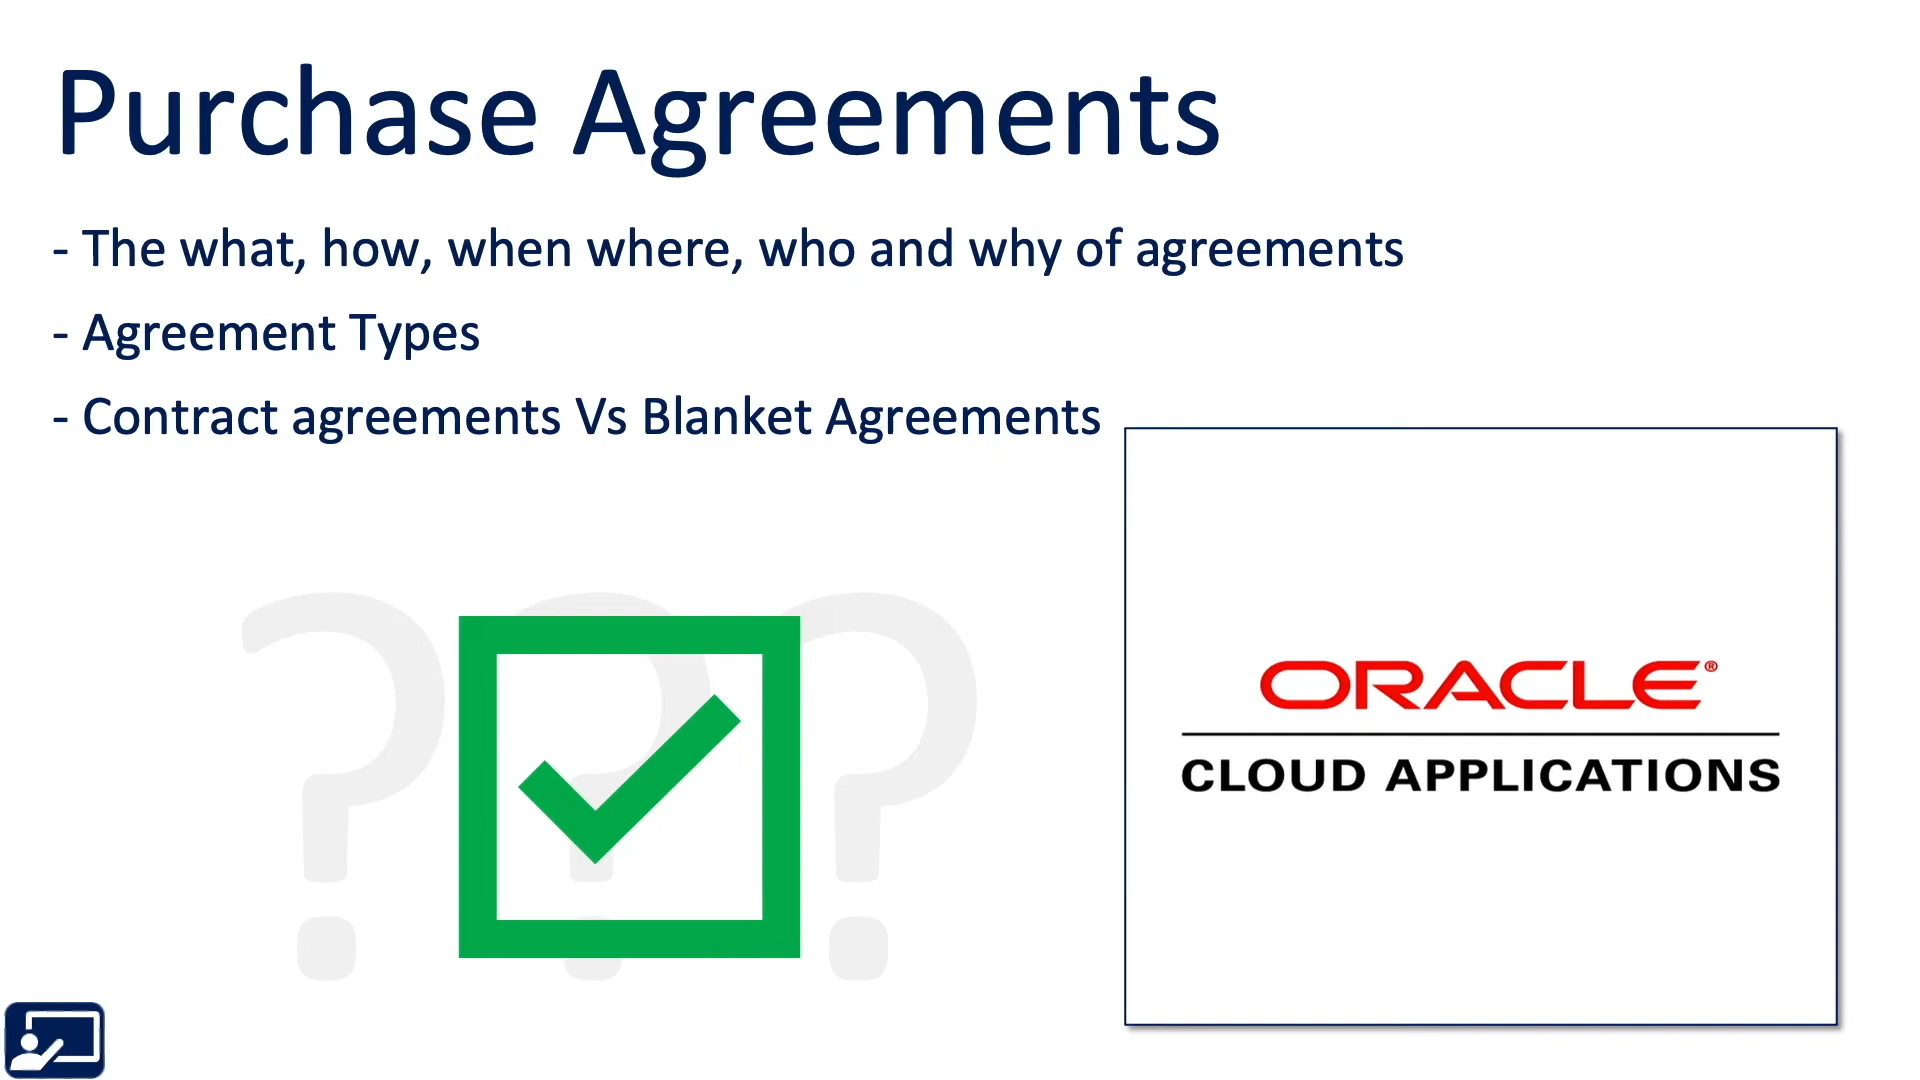 Purchase Agreements
- The what, how, when where, who and why of agreements
- Agreement Types
- Contract agreements Vs Blanket Agreements
???
ORACLE®
CLOUD APPLICATIONS